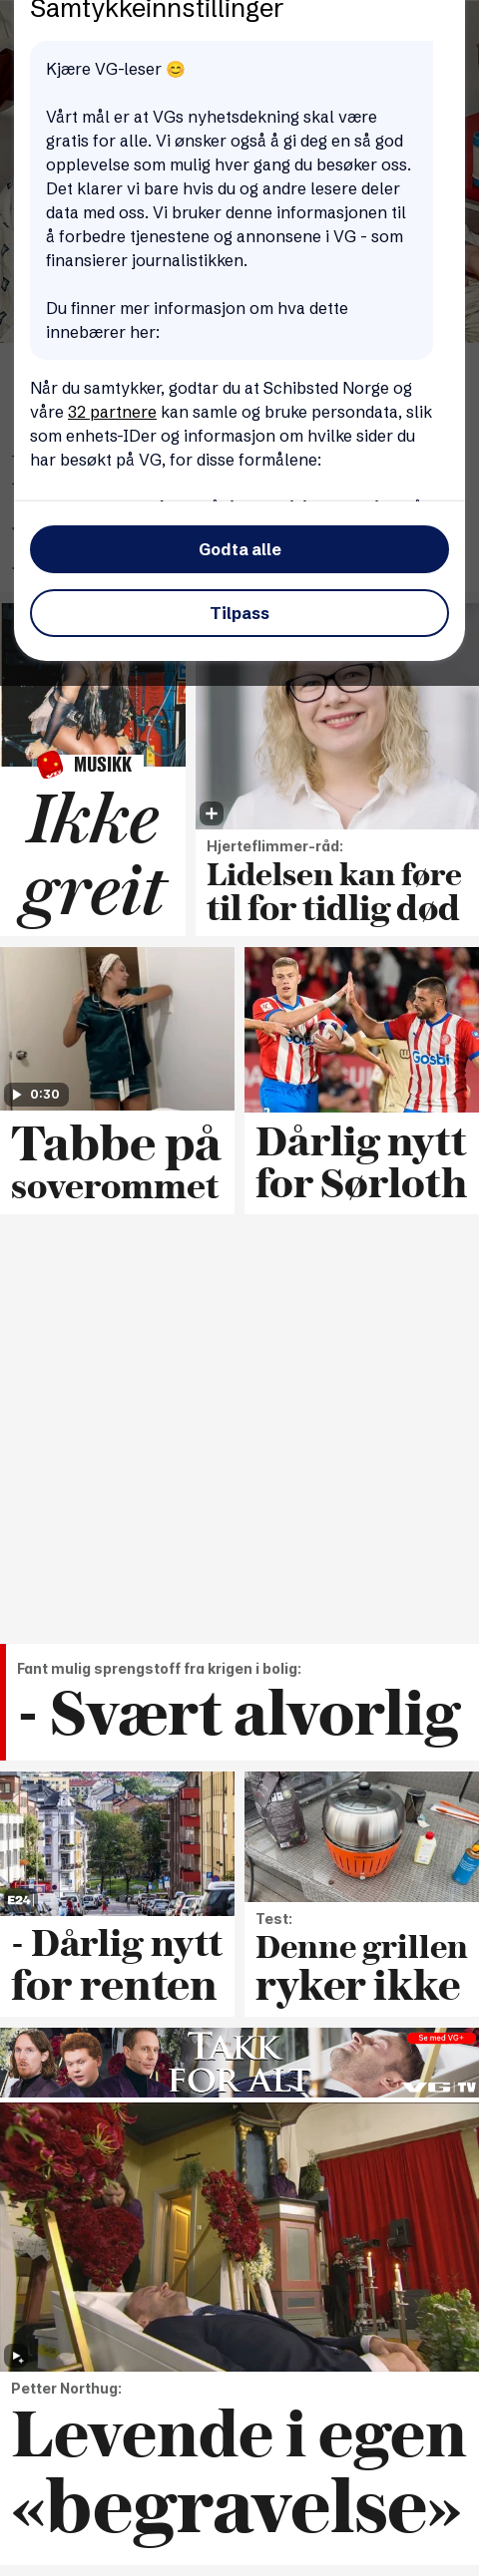 Samtykkeinnstillinger
Kjære VG-leser 😊
Vårt mål er at VGs nyhetsdekning skal være
gratis for alle. Vi ønsker også å gi deg en så god
opplevelse som mulig hver gang du besøker oss.
Det klarer vi bare hvis du og andre lesere deler
data med oss. Vi bruker denne informasjonen til
å forbedre tjenestene og annonsene i VG - som
finansierer journalistikken.
Du finner mer informasjon om hva dette
innebærer her:
Når du samtykker, godtar du at Schibsted Norge og
våre 32 partnere kan samle og bruke persondata, slik
som enhets-IDer og informasjon om hvilke sider du
har besøkt på VG, for disse formålene:
Godta alle
Tilpass
MUSIKK
Ikke
greit
Hjerteflimmer-råd:
Lidelsen kan føre
til for tidlig død
0:30
Tabbe på
soverommet
Gosbi
Dårlig nytt
for Sørloth
Fant mulig sprengstoff fra krigen i bolig:
- Svært alvorlig
E24
- Dårlig nytt
for renten
Test:
Denne grillen
ryker ikke
TAKK
FOR ALT
Se med VG+
VG TV
Petter Northug:
Levende i egen
«begravelse»